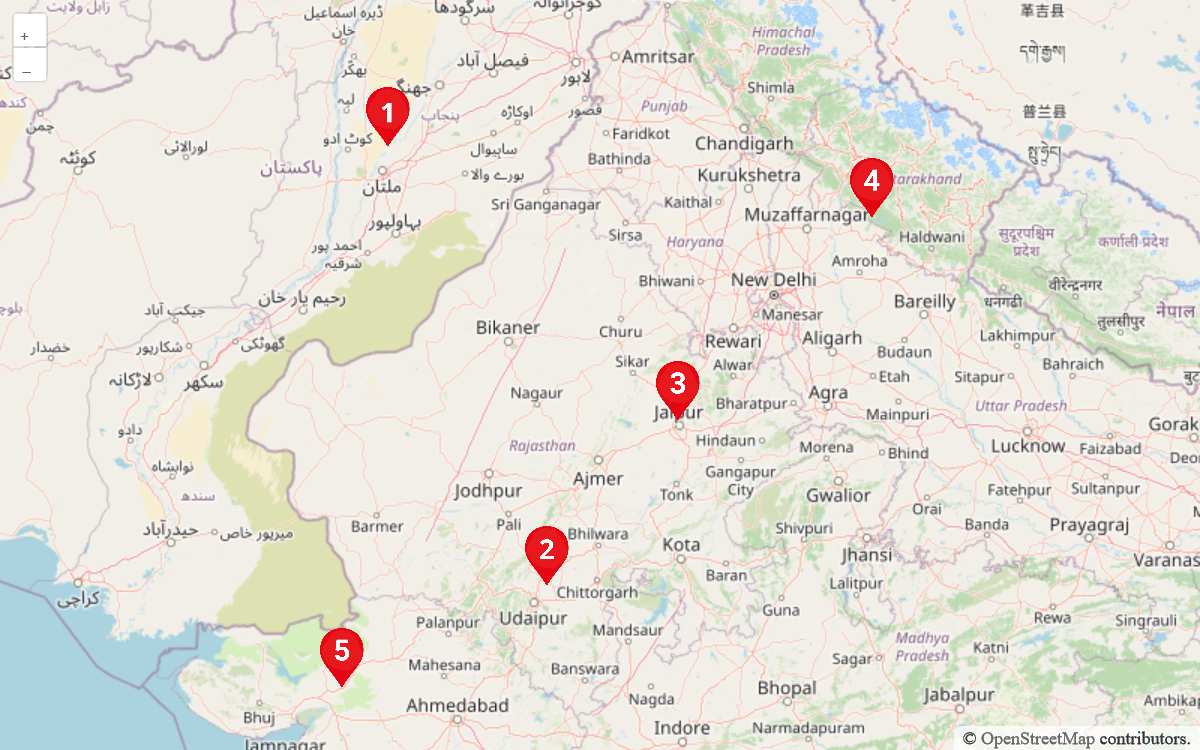 زابل ولايت
ڈیرہ اسماعیل
خان
سرگودھا
گوجرانوالہ
Himachal
Pradesh
革吉县
+
−
Amritsar
فیصل آباد
لاہور
بھکر
Shimla
جھنگ
لیہ
1
پنجاب
اوکاڑہ
قصور
Punjab
普兰县
چمن
Faridkot
Chandigarh
کوٹ ادو
ساہیوال
Bathinda
کوئٹہ
لورالائی
پاکستان
ملتان
بورے والا
Kurukshetra
4
tarakhand
Sri Ganganagar
Kaithal
Muzaffarnagar
بہاولپور
Sirsa
Haryana
Haldwani
सुदूरपश्चिम
प्रदेश
कर्णाली प्रदेश
احمد پور
شرقیہ
Amroha
Bhiwani
New Delhi
वीरेन्द्रनगर
رحیم یار خان
Bareilly
धनगढी
नेपाल
جیکب آباد
Manesar
तुलसीपुर
Bikaner
Churu
Rewari
Aligarh
Lakhimpur
خضدار
شکارپور
گھوٹکی
Budaun
Sikar
Alwar
Bahraich
لاڑکانہ
سکھر
3
Etah
Sitapur
Nagaur
Agra
Jaipur
Bharatpur
Mainpuri
Uttar Pradesh
Gorak
دادو
Rajasthan
Hindaun
Morena
Bhind
Lucknow
Faizabad
Deor
نوابشاہ
Ajmer
Gangapur
City
سندھ
Jodhpur
Tonk
Gwalior
Fatehpur
Sultanpur
Orai
حیدرآباد
میرپور خاص
Barmer
Pali
Bhilwara
Shivpuri
Banda
Prayagraj
2
Kota
Jhansi
Varanas
Baran
Lalitpur
Chittorgarh
کراچی
Guna
Udaipur
Palanpur
Mandsaur
Rewa
Singrauli
5
Madhya
Pradesh
Katni
Mahesana
Banswara
Sagar
Bhopal
Jabalpur
Nagda
Ahmedabad
Ambikap
Bhuj
Indore
Narmadapuram
Jamnagar
© OpenStreetMap contributors.